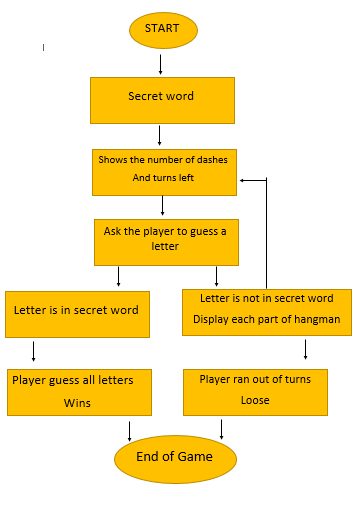 START
Secret word
Shows the number of dashes
And turns left
Ask the player to guess a
letter
Letter is in secret word
Letter is not in secret word
Display each part of hangman
Player guess all letters
Wins
Player ran out of turns
Loose
End of Game